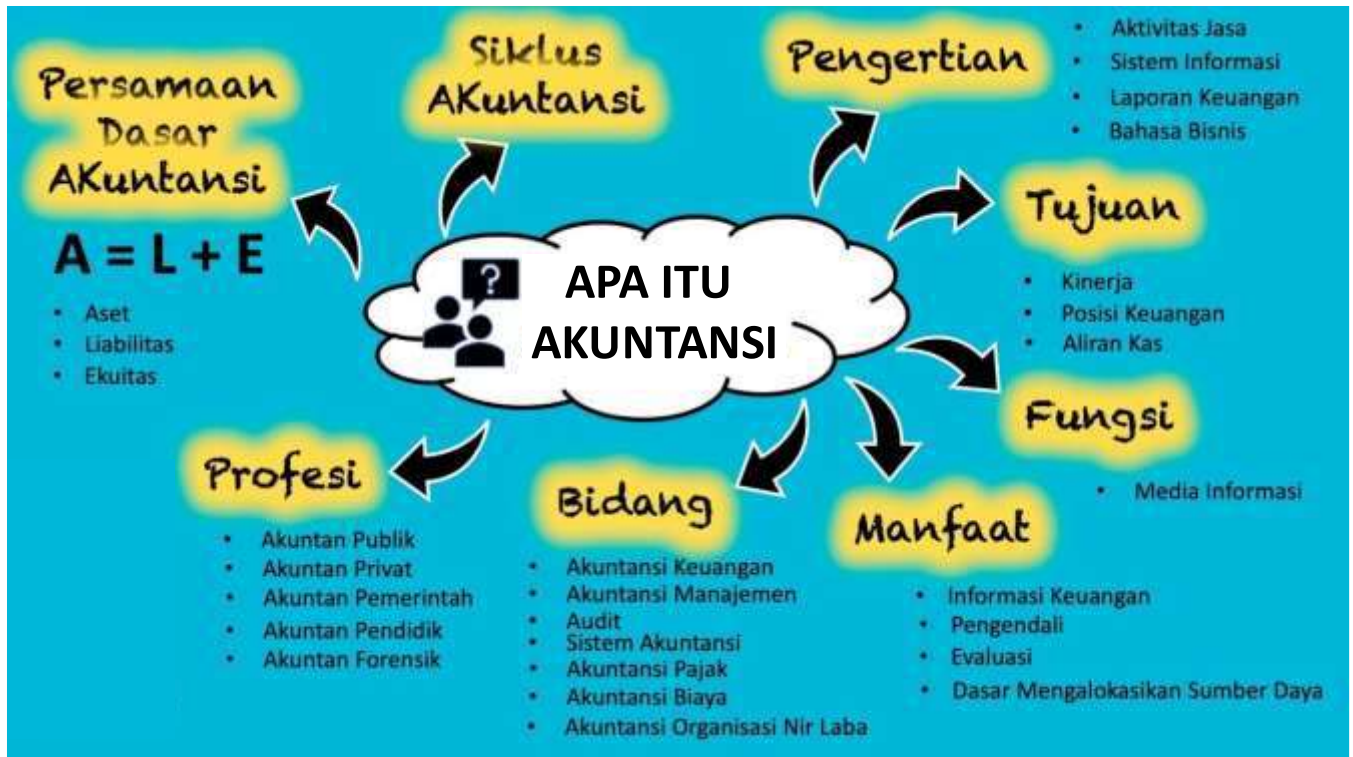 Persamaan
Dasar
Akuntansi
A = L + E
• Aset
• Liabilitas
• Ekuitas
Siklus
Akuntansi
Pengertian
• Aktivitas Jasa
• Sistem Informasi
• Laporan Keuangan
• Bahasa Bisnis
Tujuan
• Kinerja
• Posisi Keuangan
• Aliran Kas
?
APA ITU
AKUNTANSI
Fungsi
• Media Informasi
Manfaat
• Informasi Keuangan
• Pengendali
• Evaluasi
• Dasar Mengalokasikan Sumber Daya
Bidang
• Akuntansi Keuangan
• Akuntansi Manajemen
• Audit
• Sistem Akuntansi
• Akuntansi Pajak
• Akuntansi Biaya
• Akuntansi Organisasi Nir Laba
Profesi
• Akuntan Publik
• Akuntan Privat
• Akuntan Pemerintah
• Akuntan Pendidik
• Akuntan Forensik